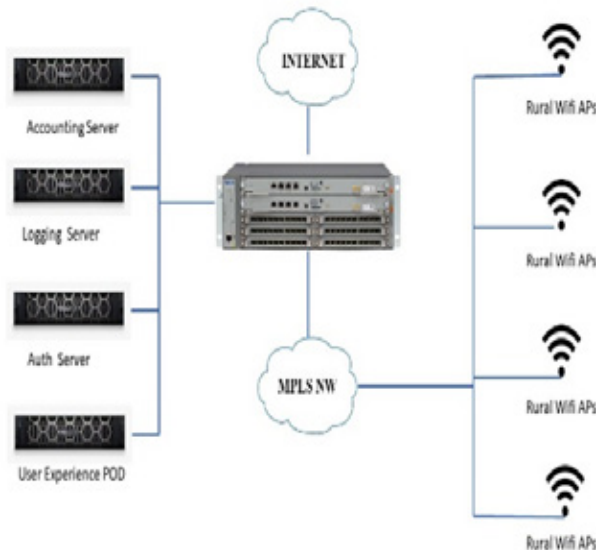 INTERNET
Accounting Server
Logging Server
Auth Server
User Experience POD
MPLS NW
Rural Wifi APs
Rural Wifi APs
Rural Wifi APs
Rural Wifi APs